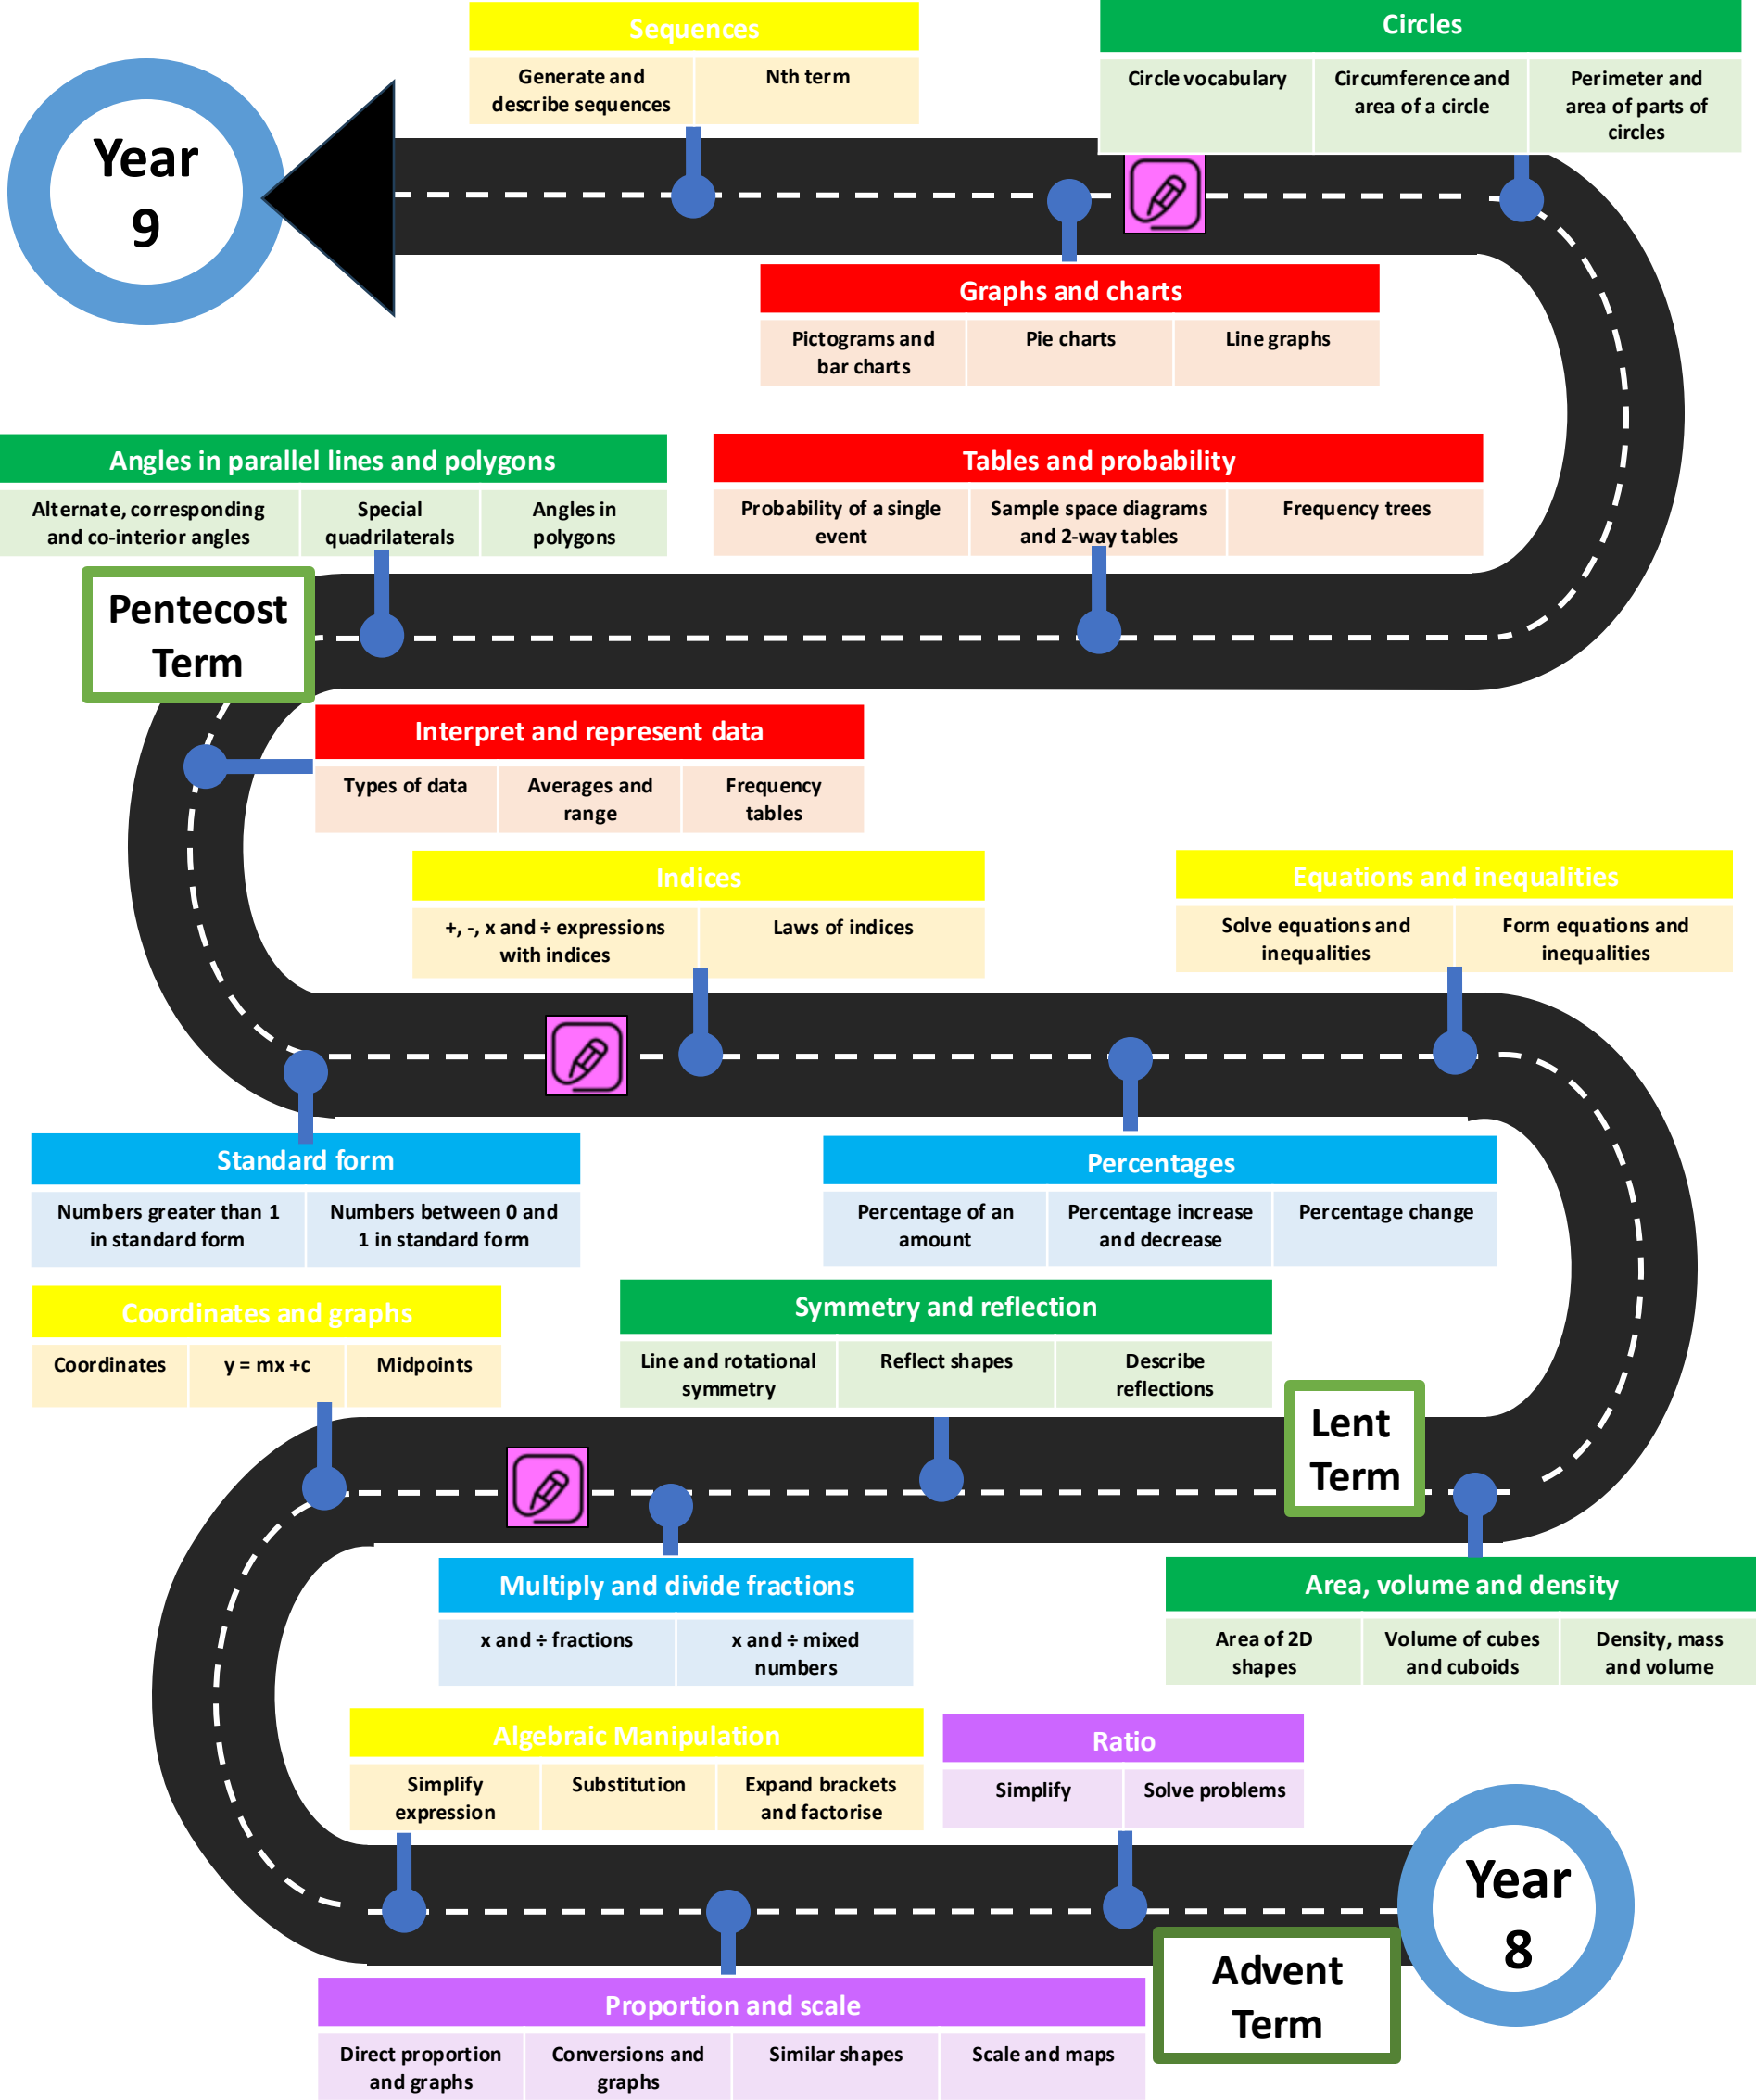 Sequences
Generate and
describe sequences
Nth term
Circles
Circle vocabulary
Circumference and
area of a circle
Perimeter and
area of parts of
circles
Year
9
Graphs and charts
Pictograms and
bar charts
Pie charts
Line graphs
Angles in parallel lines and polygons
Alternate, corresponding
and co-interior angles
Special
quadrilaterals
Angles in
polygons
Tables and probability
Probability of a single
event
Sample space diagrams
and 2-way tables
Frequency trees
Pentecost
Term
Interpret and represent data
Types of data
Averages and
range
Frequency
tables
Indices
+, -, x and ÷ expressions
with indices
Laws of indices
Equations and inequalities
Solve equations and
inequalities
Form equations and
inequalities
Standard form
Numbers greater than 1
in standard form
Numbers between 0 and
1 in standard form
Percentages
Percentage of an
amount
Percentage increase
and decrease
Percentage change
Coordinates and graphs
Coordinates
y = mx +c
Midpoints
Symmetry and reflection
Line and rotational
symmetry
Reflect shapes
Describe
reflections
Lent
Term
Multiply and divide fractions
x and ÷ fractions
x and ÷ mixed
numbers
Area, volume and density
Area of 2D
shapes
Volume of cubes
and cuboids
Density, mass
and volume
Algebraic Manipulation
Simplify
expression
Substitution
Expand brackets
and factorise
Ratio
Simplify
Solve problems
Year
8
Advent
Term
Proportion and scale
Direct proportion
and graphs
Conversions and
graphs
Similar shapes
Scale and maps